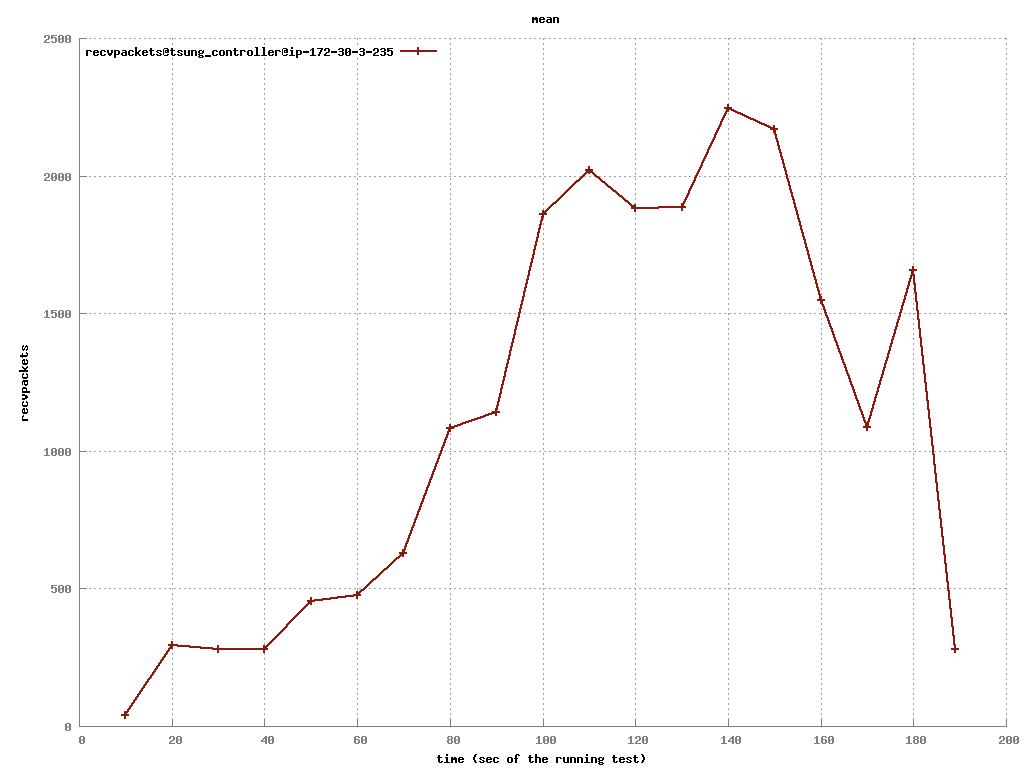 mean
2500
recvpackets@tsung_controller@ip-172-30-3-235
2000
1500
recvpackets
1000
500
0
0 20 40 60 80 100 120 140 160 180 200
time (sec of the running test)